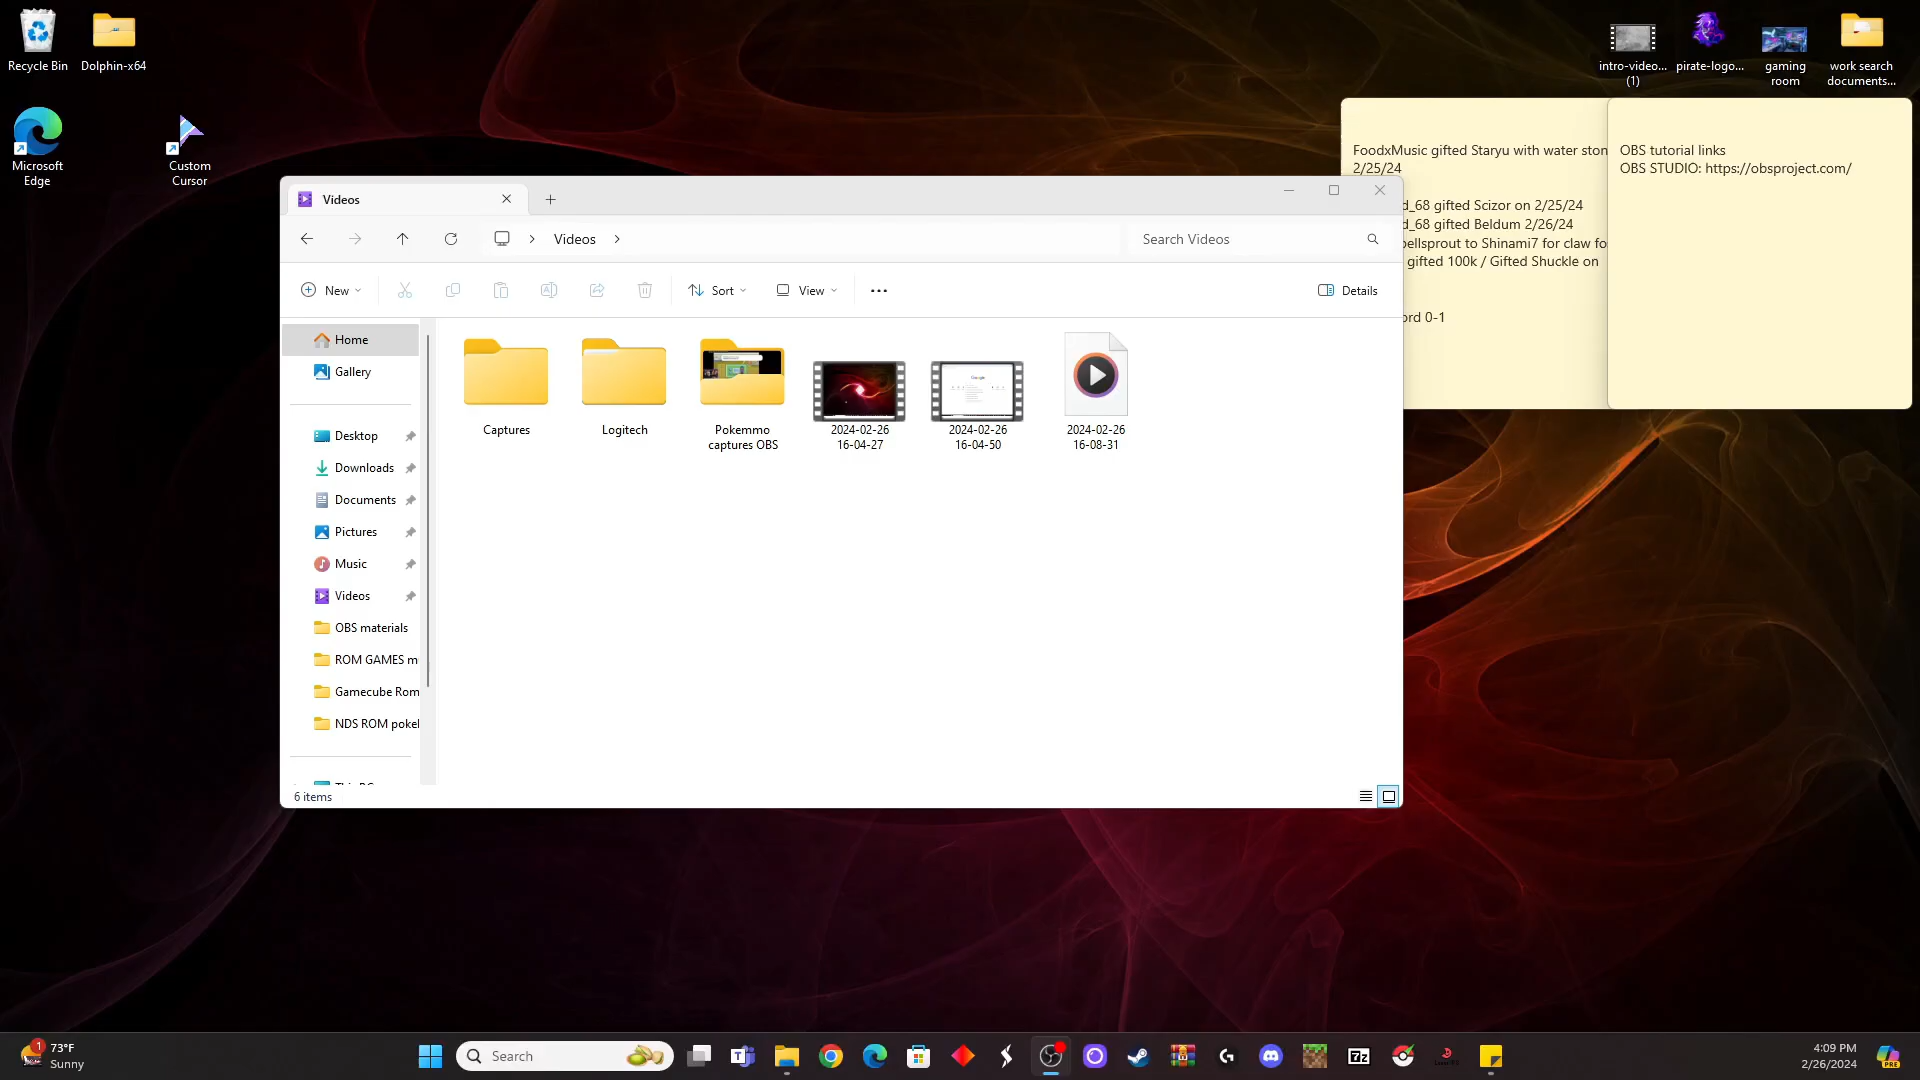 Recycle Bin
Dolphin-x64
intro-video...
(1)
pirate-logo...
gaming
room
work search
documents...
Microsoft
Edge
Custom
Cursor
FoodxMusic gifted Staryu with water ston
2/25/24
d_68 gifted Scizor on 2/25/24
d_68 gifted Beldum 2/26/24
ellsprout to Shinami7 for claw fo
gifted 100k / Gifted Shuckle on
ord 0-1
OBS tutorial links
OBS STUDIO: https://obsproject.com/
Videos
Videos
Search Videos
New
Sort
View
Details
Home
Gallery
Desktop
Downloads
Documents
Pictures
Music
Videos
OBS materials
ROM GAMES m
Gamecube Rom
NDS ROM poke
Captures
Logitech
Pokemmo
captures OBS
2024-02-26
16-04-27
2024-02-26
16-04-50
2024-02-26
16-08-31
6 items
1
73°F
Sunny
Search
7z
4:09 PM
2/26/2024
PRE